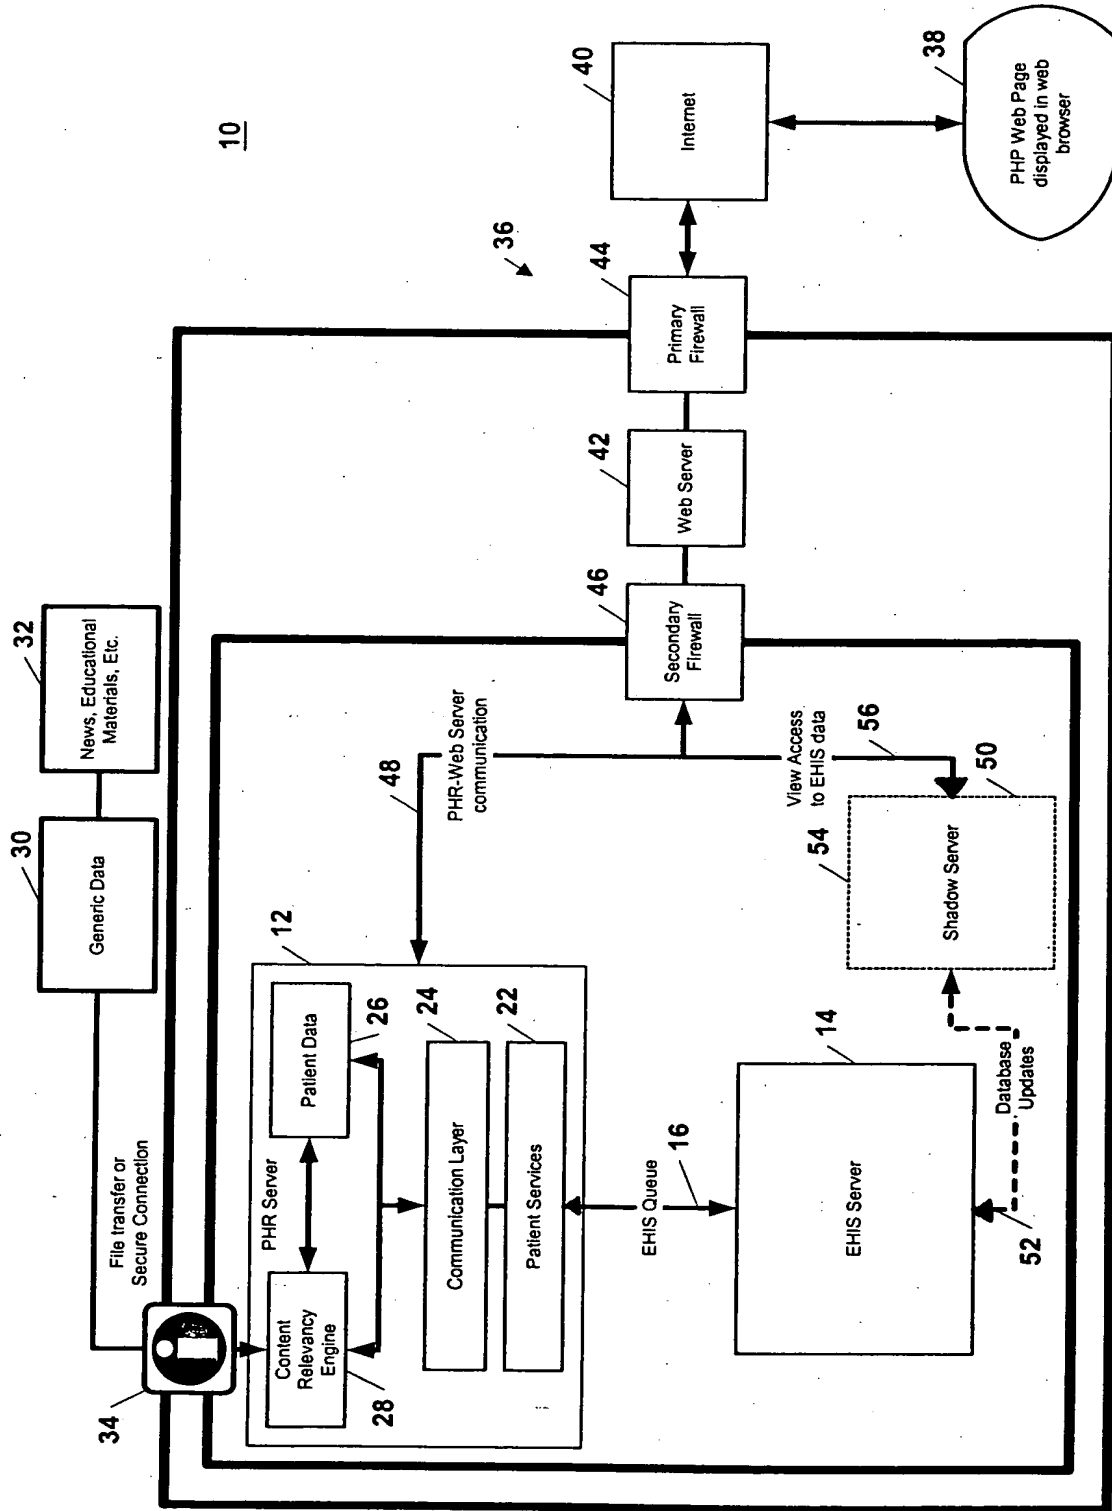 10
34
File transfer or
Secure Connection
30
Generic Data
32
News, Educational
Materials, Etc.
28
Content
Relevancy
Engine
PHR Server
Patient Data
26
12
Communication Layer
24
Patient Services
22
48
PHR-Web Server
communication
46
Secondary
Firewall
42
Web Server
44
Primary
Firewall
36
40
Internet
38
PHP Web Page
displayed in web
browser
EHIS Queue
16
EHIS Server
14
52
Database
Updates
54
Shadow Server
50
View Access
to EHIS data
56